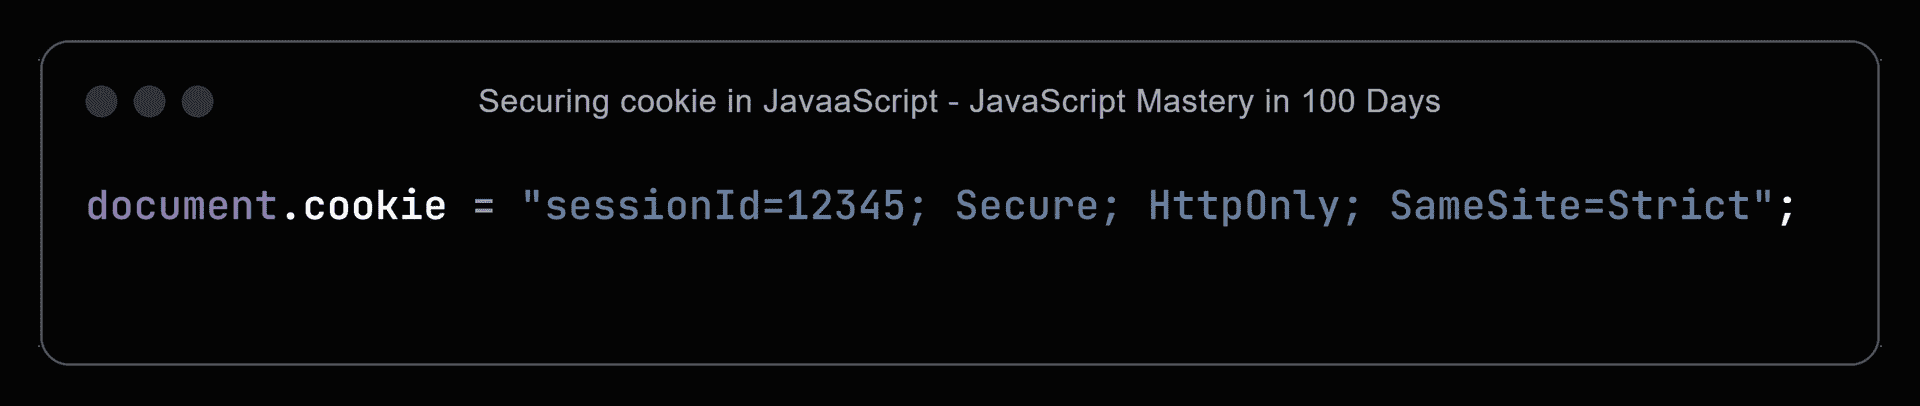 Securing cookie in JavaaScript - JavaScript Mastery in 100 Days
document.cookie = "sessionId=12345; Secure; HttpOnly; SameSite=Strict";